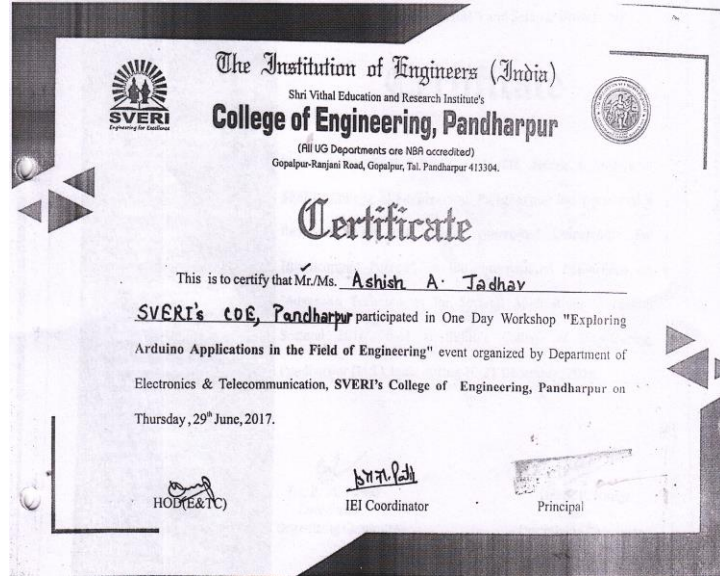 The Institution of Engineers (India)
Shri Vithal Education and Research Institute's
SVERI
Engineering for Excellence
College of Engineering, Pandharpur
(All UG Departments are NBA accredited)
Gopalpur-Ranjani Road, Gopalpur, Tal. Pandharpur 413304.
Certificate
This is to certify that Mr./Ms. Ashish A. Jadhav
SVERI's COE, Pandharpur participated in One Day Workshop "Exploring
Arduino Applications in the Field of Engineering" event organized by Department of
Electronics & Telecommunication, SVERI's College of Engineering, Pandharpur on
Thursday, 29th June, 2017.
HOD(E&TC)
IEI Coordinator
Principal